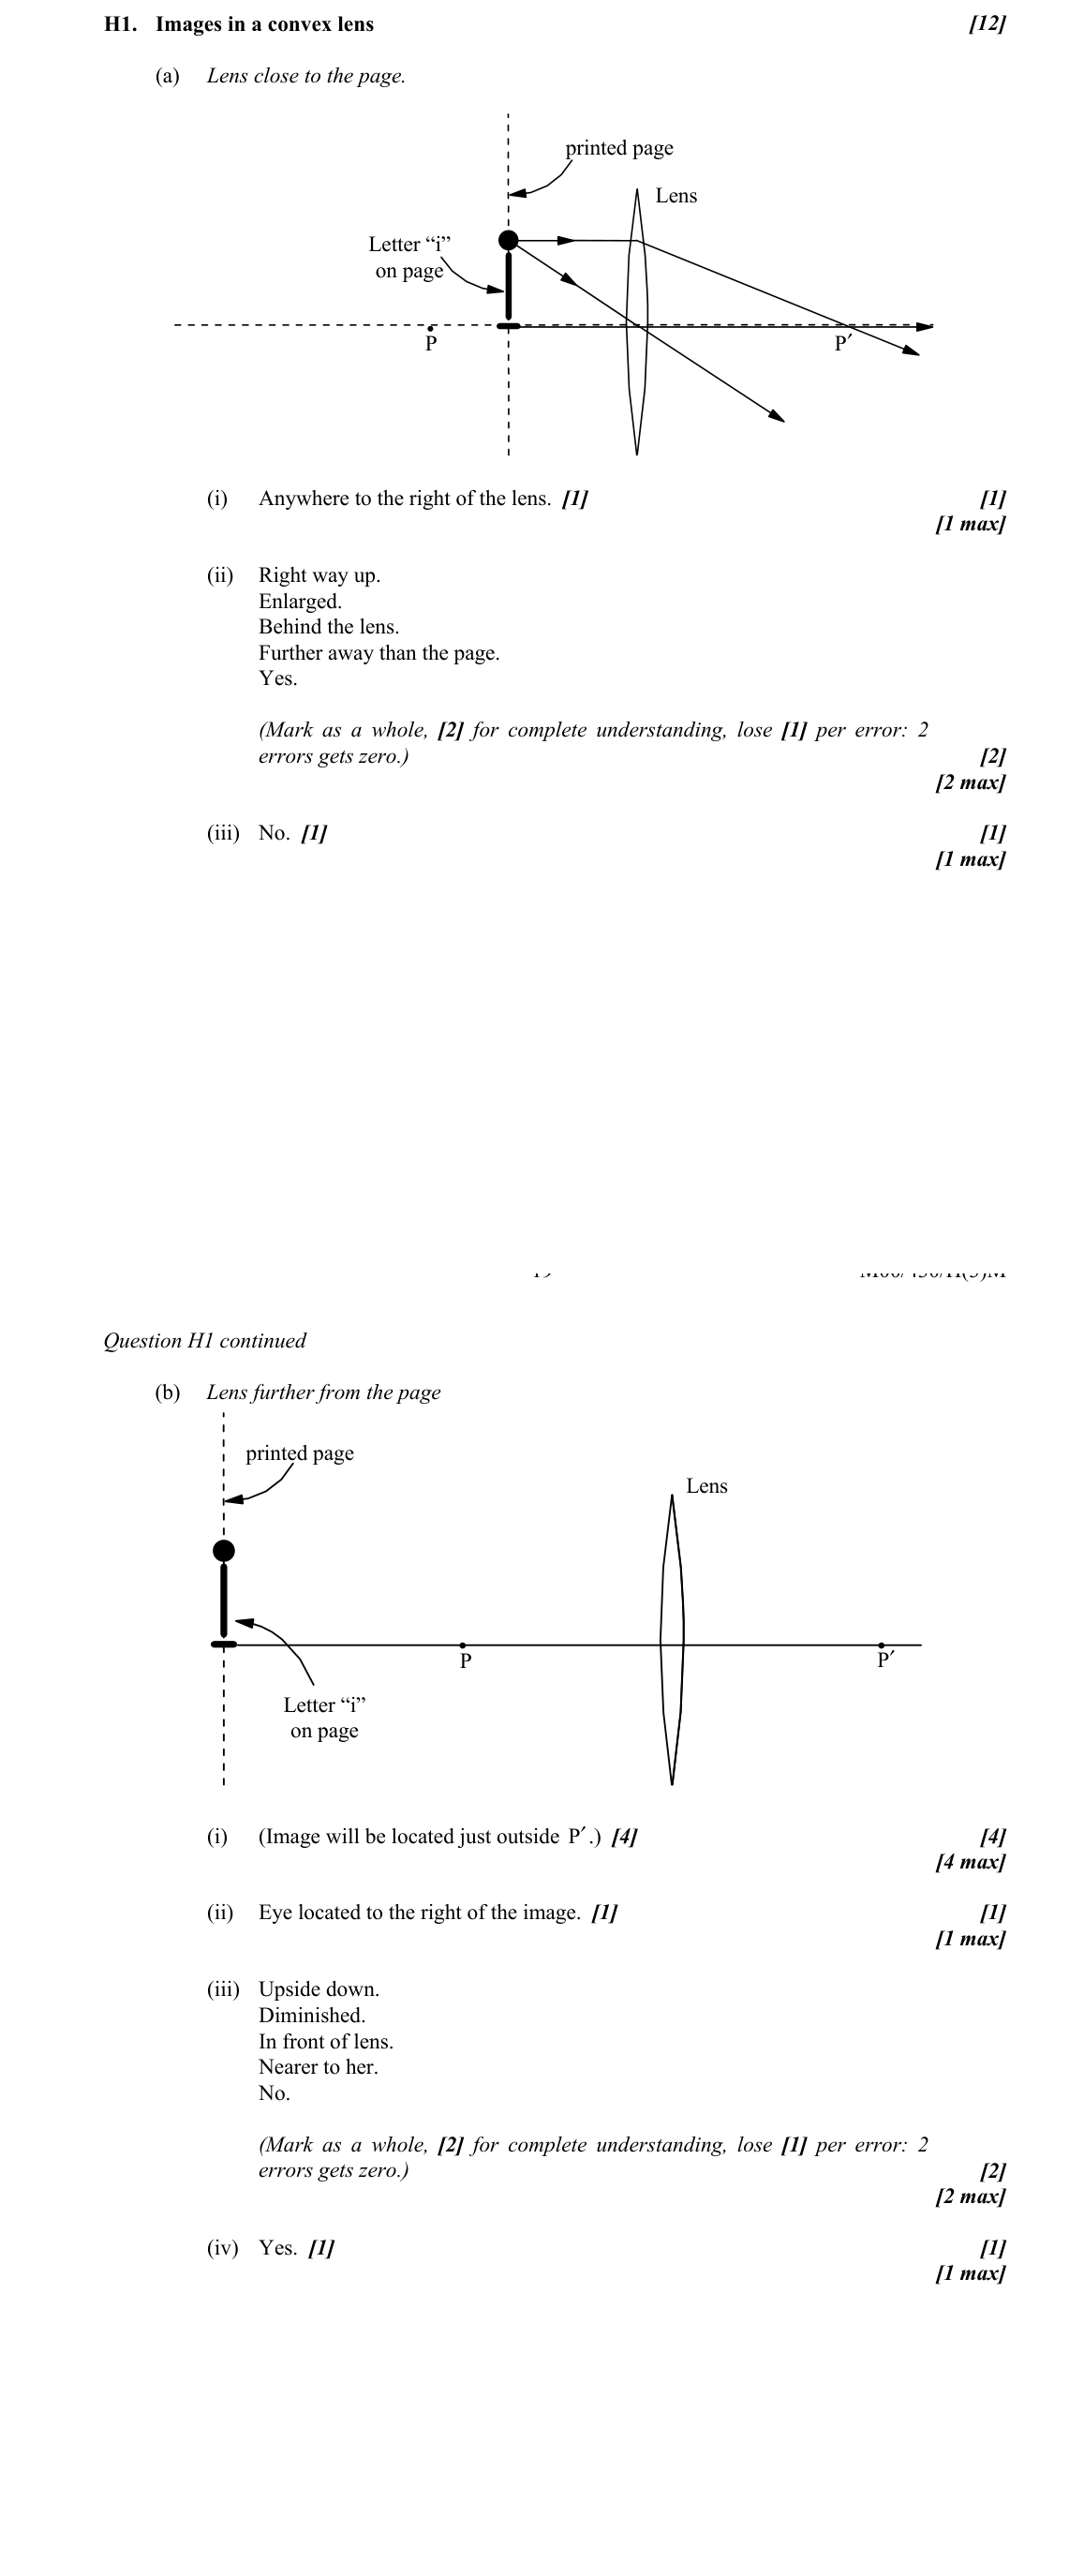 H1. Images in a convex lens [12]
(a) Lens close to the page.
printed page
Lens
Letter “i”
on page
P
P′
(i) Anywhere to the right of the lens. [1] [1]
[1 max]
(ii) Right way up.
Enlarged.
Behind the lens.
Further away than the page.
Yes.
(Mark as a whole, [2] for complete understanding, lose [1] per error: 2
errors gets zero.) [2]
[2 max]
(iii) No. [1] [1]
[1 max]
Question H1 continued
(b) Lens further from the page
printed page
Lens
P
P′
Letter “i”
on page
(i) (Image will be located just outside P′.) [4] [4]
[4 max]
(ii) Eye located to the right of the image. [1] [1]
[1 max]
(iii) Upside down.
Diminished.
In front of lens.
Nearer to her.
No.
(Mark as a whole, [2] for complete understanding, lose [1] per error: 2
errors gets zero.) [2]
[2 max]
(iv) Yes. [1] [1]
[1 max]